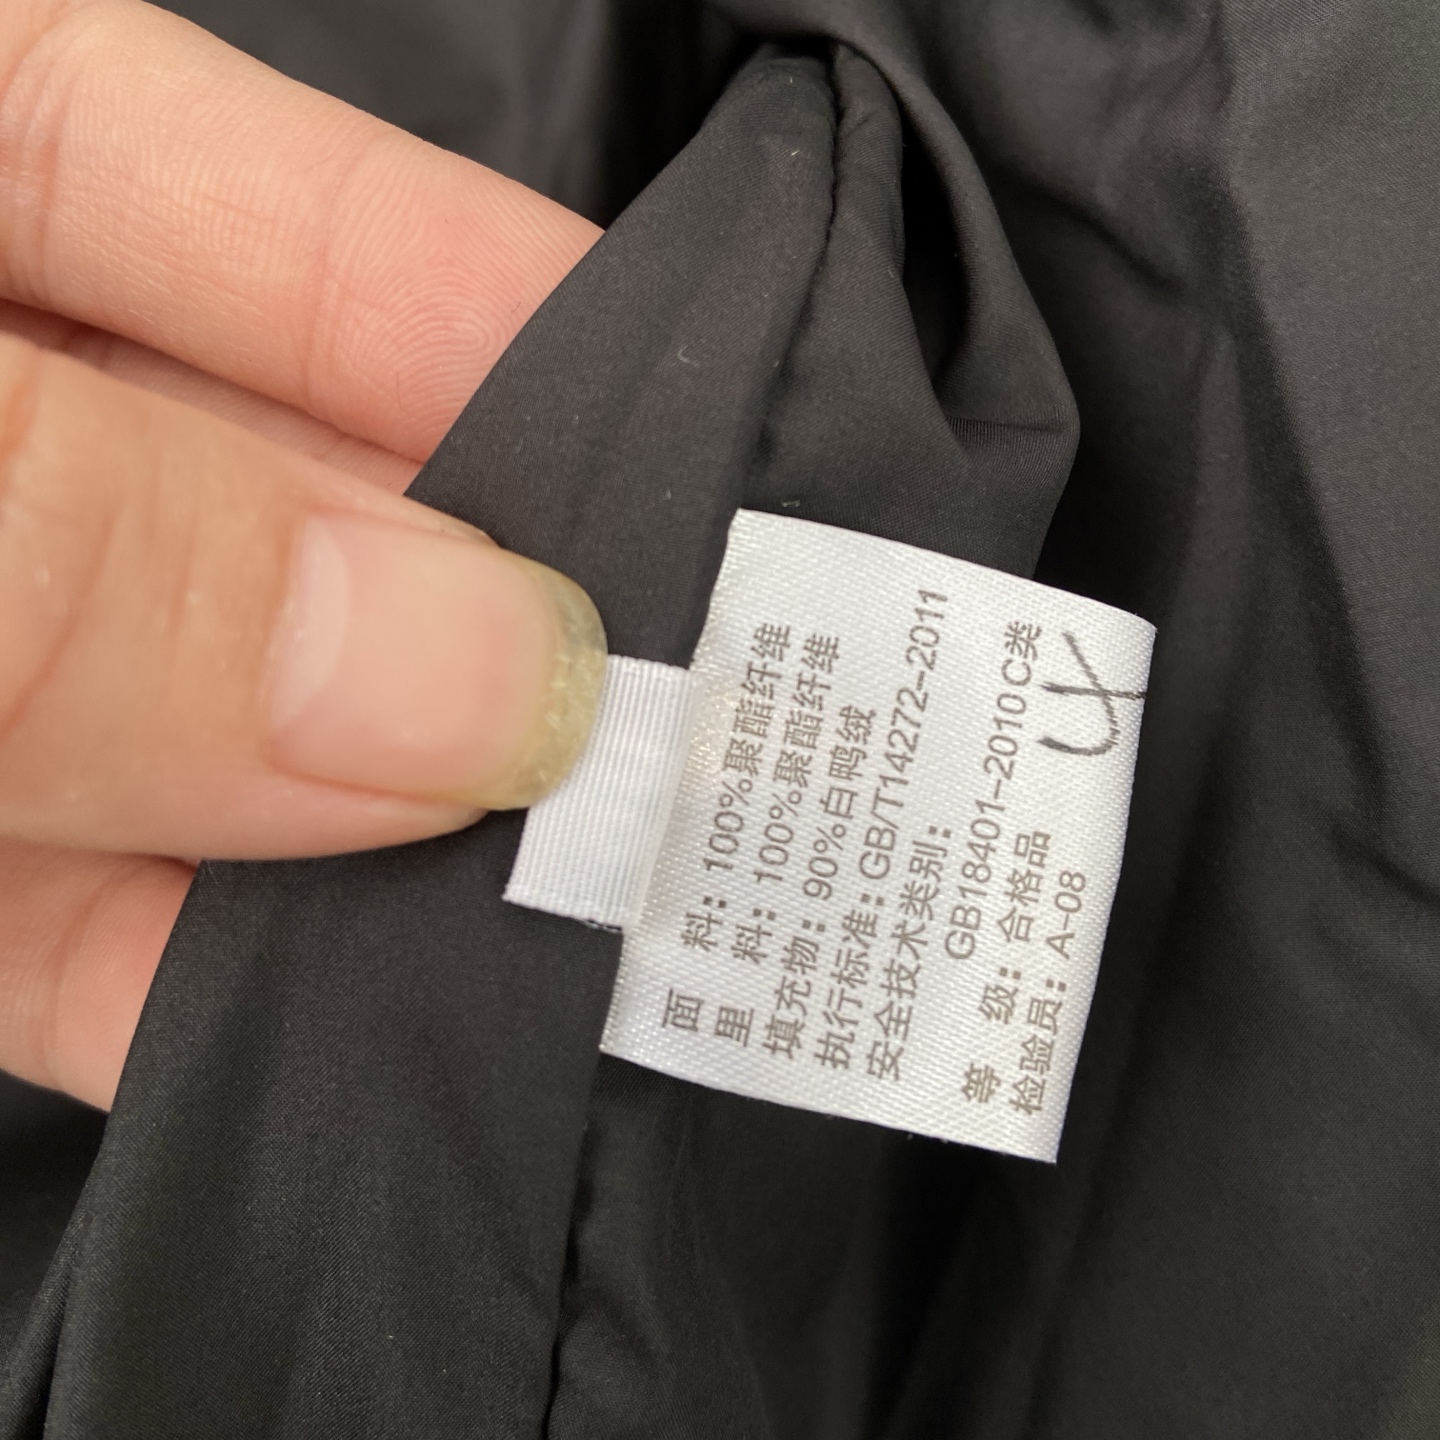 面 料：100%聚酯纤维
里 料：100%聚酯纤维
填充物：90%白鸭绒
执行标准：GB/T14272-2011
安全技术类别：
GB18401-2010 C类
等 级：合格品
检验员：A-08